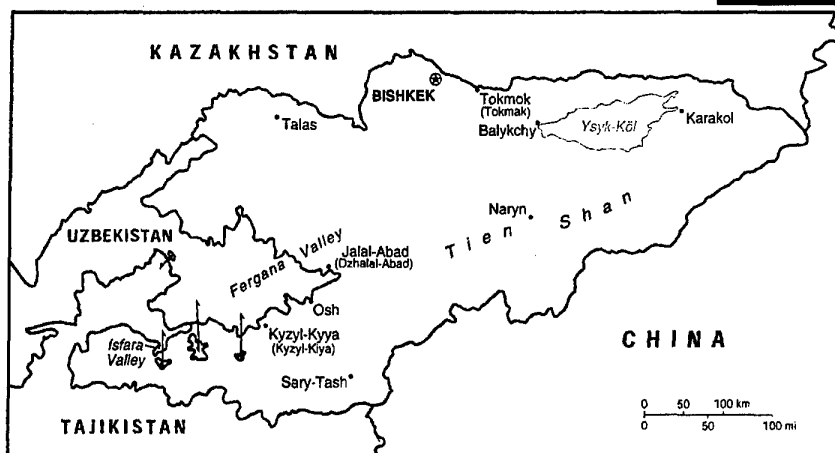 KAZAKHSTAN
BISHKEK
Tokmok
(Tokmak)
Talas
Balykchy
Ysyk-Köl
Karakol
Naryn
Tien Shan
UZBEKISTAN
Fergana Valley
Jalal-Abad
(Dzhalal-Abad)
Osh
Isfara
Valley
Kyzyl-Kyya
(Kyzyl-Kiya)
CHINA
Sary-Tash
TAJIKISTAN
0 50 100 km
0 50 100 mi